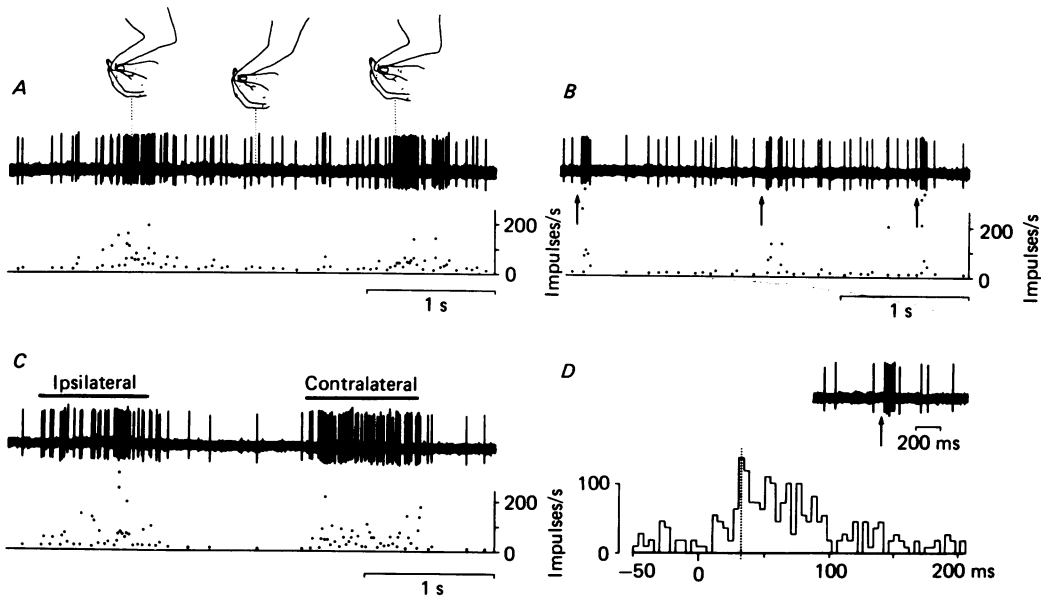 A
B
200
0
Impulses/s
1 s
200
0
Impulses/s
1 s
C
D
Ipsilateral
Contralateral
200
0
1 s
200 ms
100
0
Impulses/s
−50
0
100
200 ms